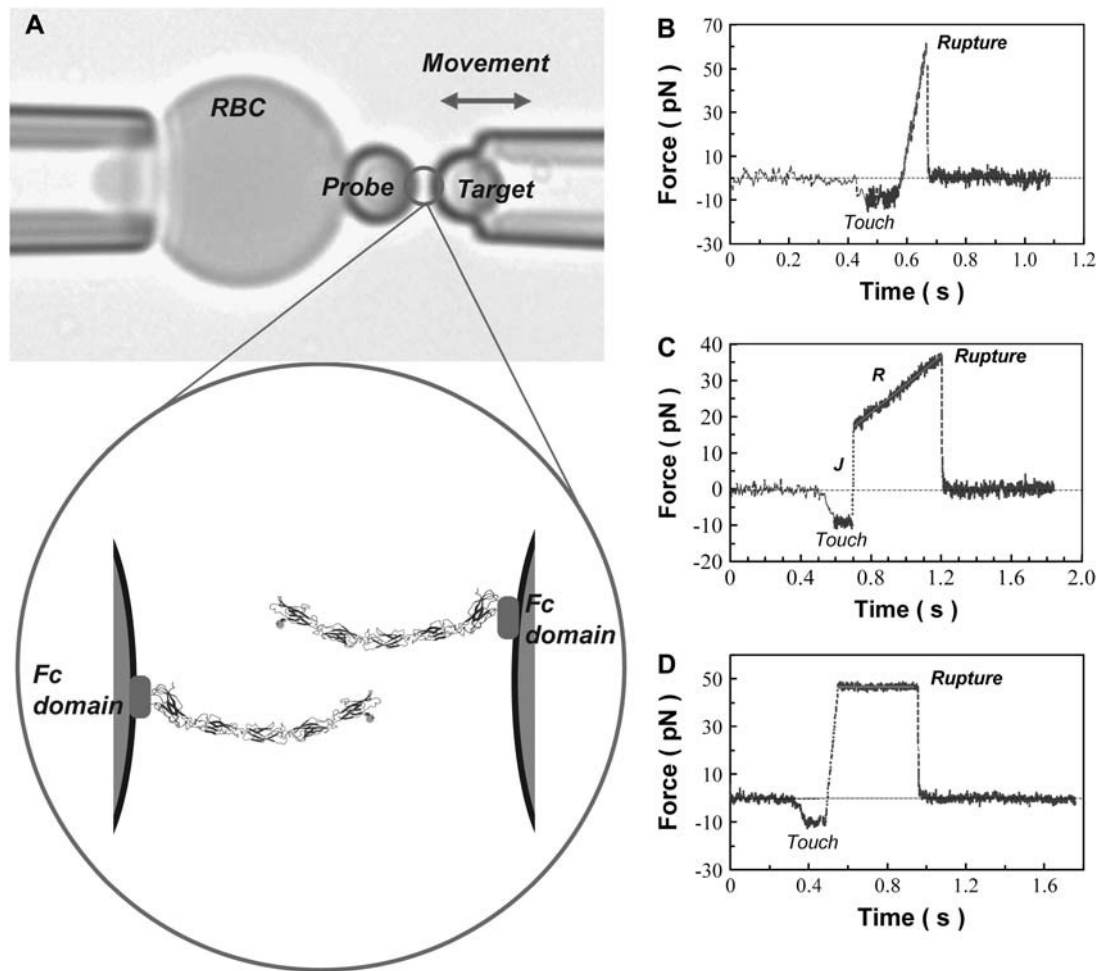 A
RBC
Movement
Probe
Target
Fc
domain
Fc
domain
B
Force ( pN )
70
50
30
10
-10
-30
Rupture
Touch
0
0.2
0.4
0.6
0.8
1.0
1.2
Time ( s )
C
Force ( pN )
40
30
20
10
0
-10
-20
R
Rupture
J
Touch
0
0.4
0.8
1.2
1.6
2.0
Time ( s )
D
Force ( pN )
50
30
10
-10
-30
Rupture
Touch
0
0.4
0.8
1.2
1.6
Time ( s )